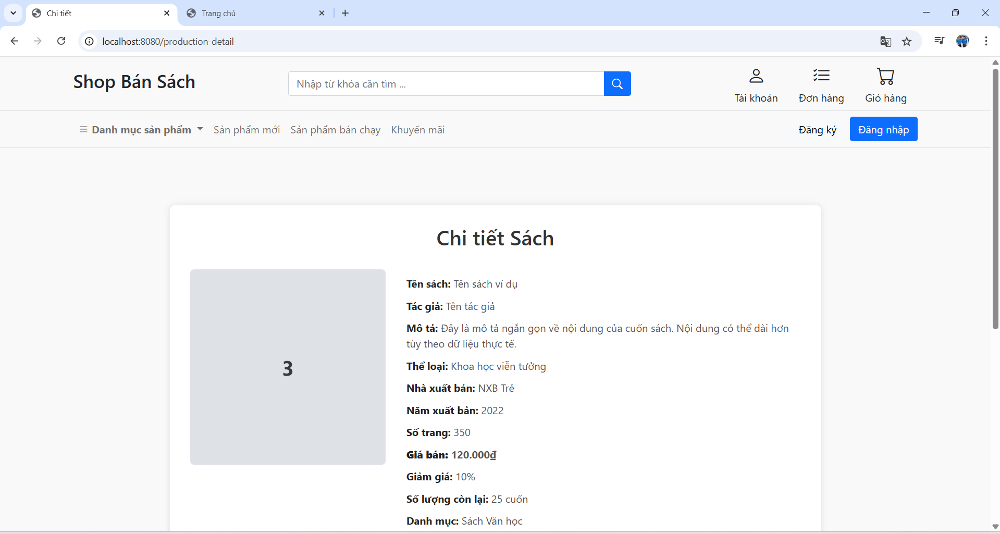 Chi tiết
Trang chủ
localhost:8080/production-detail
Shop Bán Sách
Nhập từ khóa cần tìm ...
Tài khoản
Đơn hàng
Giỏ hàng
Danh mục sản phẩm
Sản phẩm mới
Sản phẩm bán chạy
Khuyến mãi
Đăng ký
Đăng nhập
Chi tiết Sách
3
Tên sách: Tên sách ví dụ
Tác giả: Tên tác giả
Mô tả: Đây là mô tả ngắn gọn về nội dung của cuốn sách. Nội dung có thể dài hơn
tùy theo dữ liệu thực tế.
Thể loại: Khoa học viễn tưởng
Nhà xuất bản: NXB Trẻ
Năm xuất bản: 2022
Số trang: 350
Giá bán: 120.000₫
Giảm giá: 10%
Số lượng còn lại: 25 cuốn
Danh mục: Sách Văn học